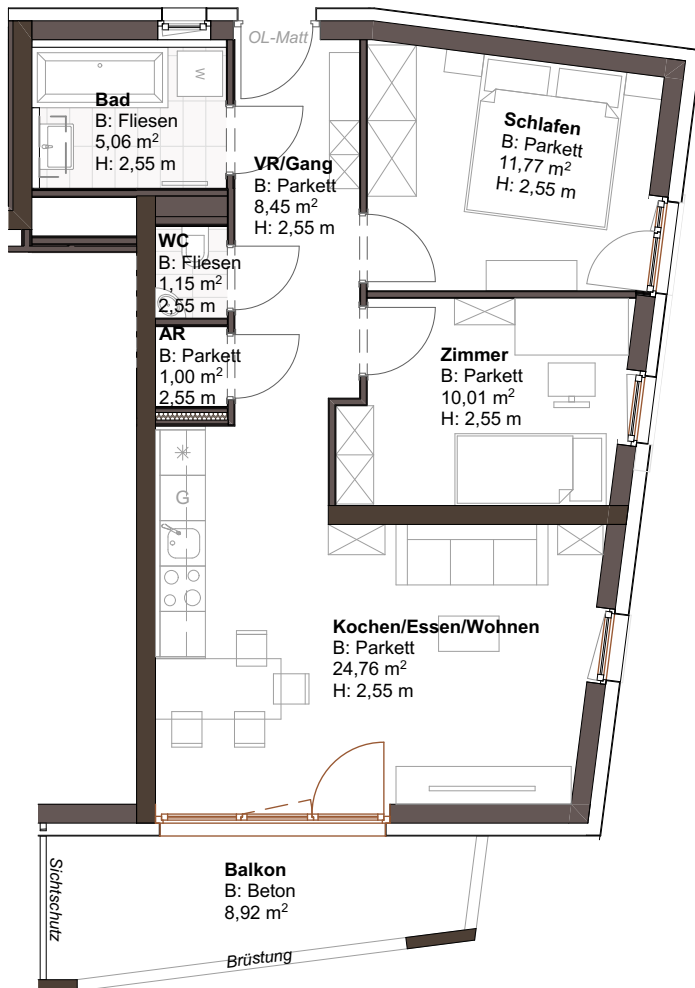 OL-Matt
W
Bad
B: Fliesen
5,06 m²
H: 2,55 m
VR/Gang
B: Parkett
8,45 m²
H: 2,55 m
Schlafen
B: Parkett
11,77 m²
H: 2,55 m
WC
B: Fliesen
1,15 m²
2,55 m
AR
B: Parkett
1,00 m²
2,55 m
Zimmer
B: Parkett
10,01 m²
H: 2,55 m
G
Kochen/Essen/Wohnen
B: Parkett
24,76 m²
H: 2,55 m
Sichtschutz
Balkon
B: Beton
8,92 m²
Brüstung